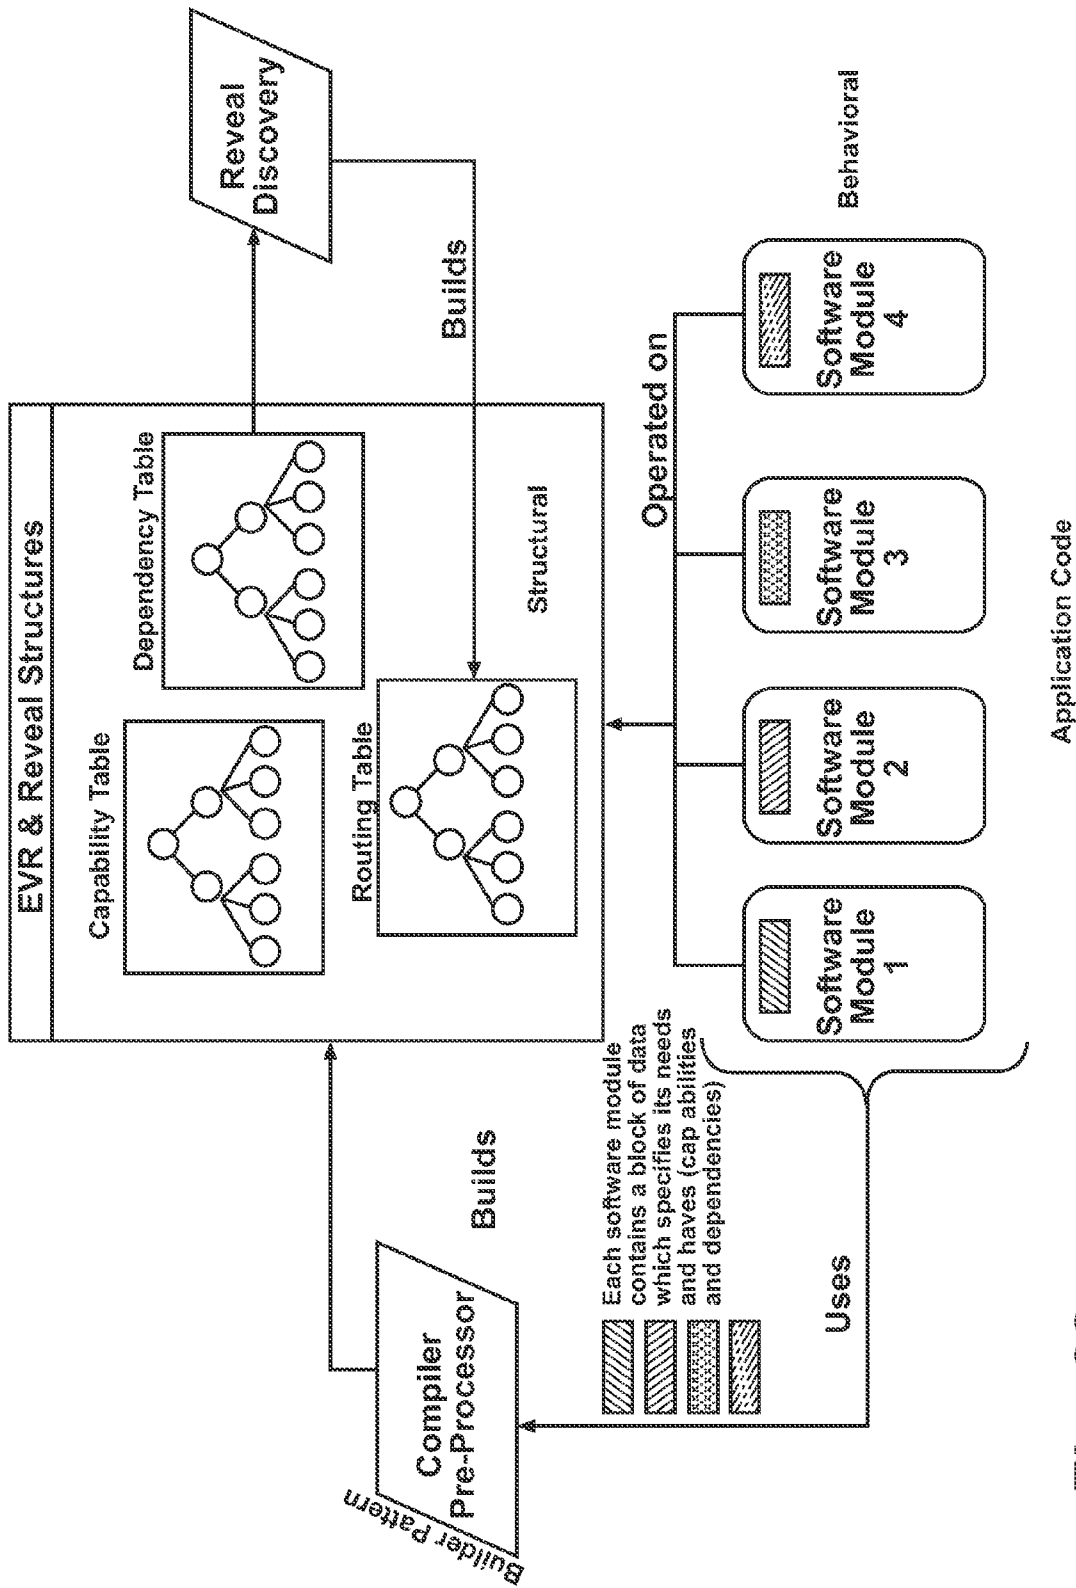 EVR & Reveal Structures
Capability Table
Dependency Table
Routing Table
Structural
Reveal
Discovery
Builds
Builder Pattern
Compiler
Pre-Processor
Builds
Each software module
contains a block of data
which specifies its needs
and haves (cap abilities
and dependencies)
Uses
Operated on
Software
Module
1
Software
Module
2
Software
Module
3
Software
Module
4
Behavioral
Application Code